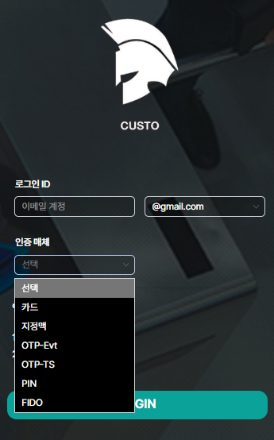 CUSTO
로그인 ID
이메일 계정
@gmail.com
인증 매체
선택
선택
카드
지정맥
OTP-Evt
OTP-TS
PIN
FIDO
GIN